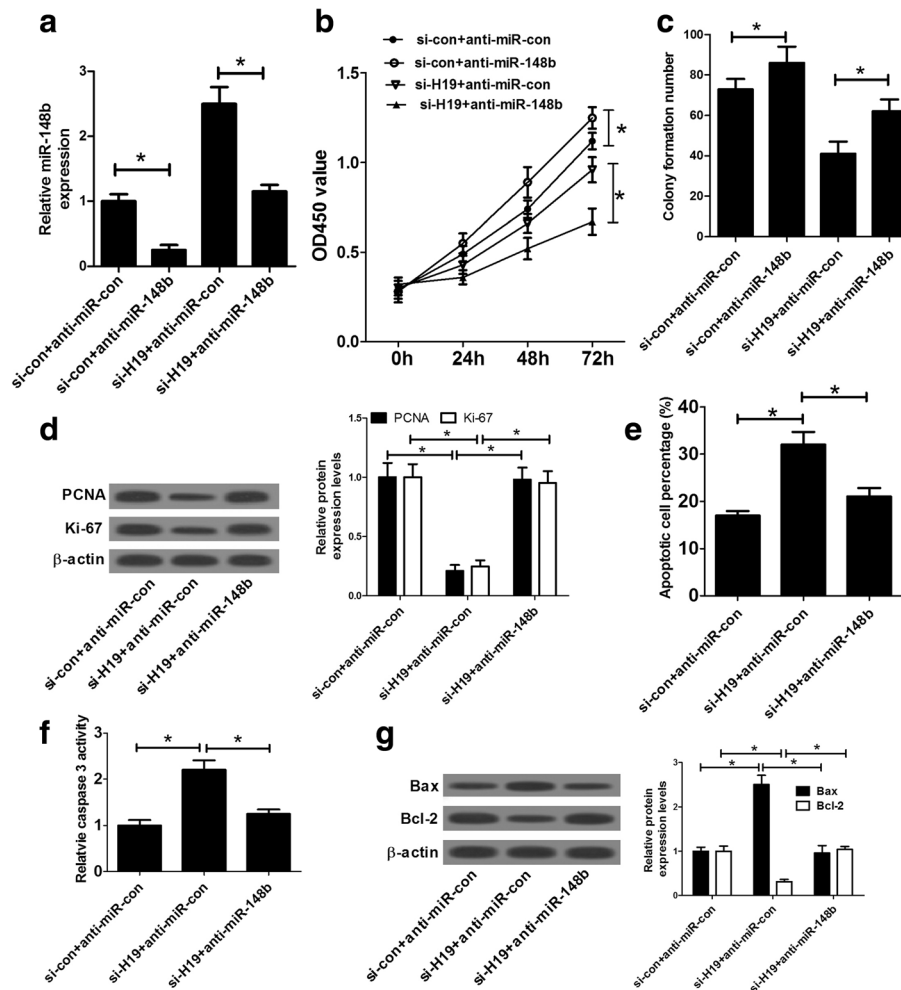 a
Relative miR-148b
expression
3
2
1
0
*
*
si-con+anti-miR-con
si-con+anti-miR-148b
si-H19+anti-miR-con
si-H19+anti-miR-148b
b
si-con+anti-miR-con
si-con+anti-miR-148b
si-H19+anti-miR-con
si-H19+anti-miR-148b
OD450 value
1.5
1.0
0.5
0.0
*
*
0h 24h 48h 72h
c
Colony formation number
100
80
60
40
20
0
*
*
si-con+anti-miR-con
si-con+anti-miR-148b
si-H19+anti-miR-con
si-H19+anti-miR-148b
d
PCNA
Ki-67
β-actin
si-con+anti-miR-con
si-H19+anti-miR-con
si-H19+anti-miR-148b
PCNA Ki-67
Relative protein
expression levels
1.5
1.0
0.5
0.0
* *
* *
si-con+anti-miR-con
si-H19+anti-miR-con
si-H19+anti-miR-148b
e
Apoptotic cell percentage (%)
40
30
20
10
0
*
*
si-con+anti-miR-con
si-H19+anti-miR-con
si-H19+anti-miR-148b
f
Relatvie caspase 3 activity
3
2
1
0
* *
si-con+anti-miR-con
si-H19+anti-miR-con
si-H19+anti-miR-148b
g
Bax
Bcl-2
β-actin
si-con+anti-miR-con
si-H19+anti-miR-con
si-H19+anti-miR-148b
Relative protein
expression levels
3
2
1
0
* *
* *
Bax
Bcl-2
si-con+anti-miR-con
si-H19+anti-miR-con
si-H19+anti-miR-148b